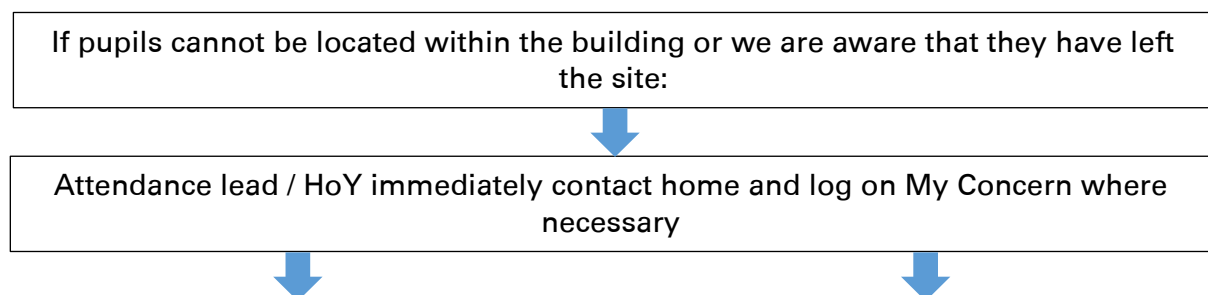 If pupils cannot be located within the building or we are aware that they have left
the site:
Attendance lead / HoY immediately contact home and log on My Concern where
necessary